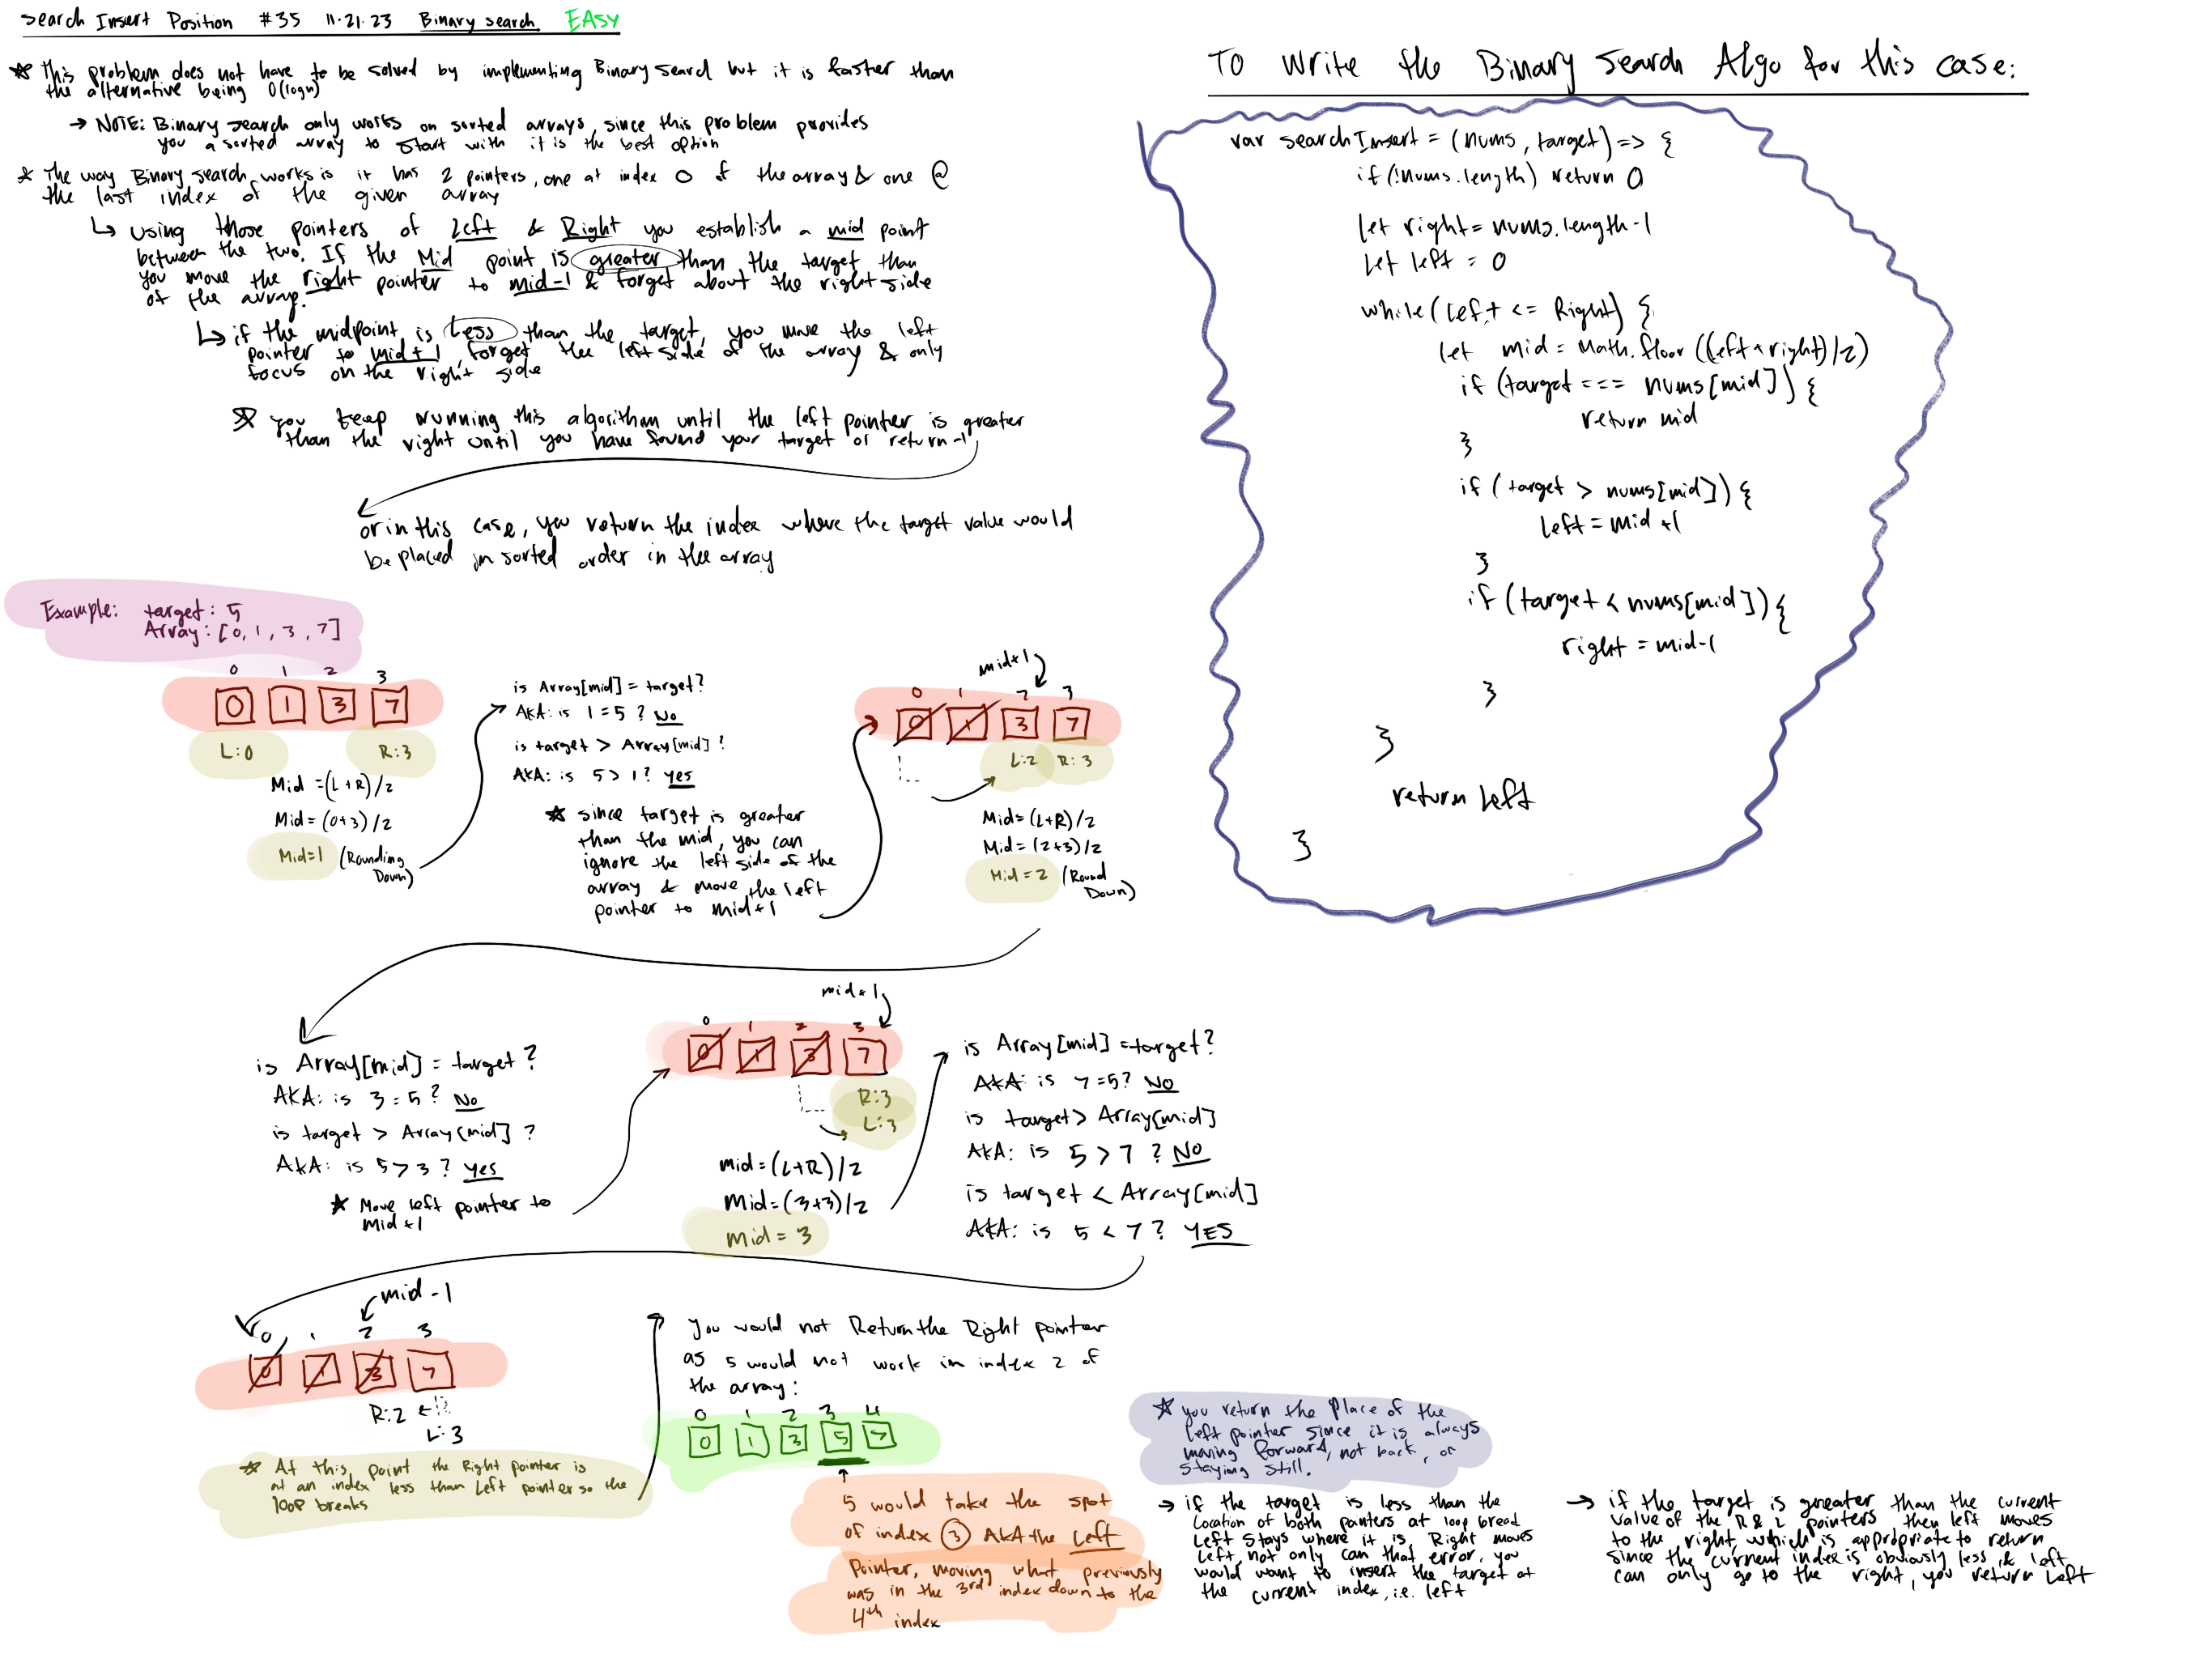 Search Insert Position #35 11-21-23 Binary search EASY
This problem does not have to be solved by implementing Binary search but it is faster than
the alternative being O(logn)
→ NOTE: Binary search only works on sorted arrays, since this problem provides
you a sorted array to start with it is the best option
The way Binary search works is it has 2 pointers, one at index 0 of the array & one @
the last index of the given array
using those pointers of Left & Right you establish a mid point
between the two. If the Mid point is greater than the target than
you move the right pointer to mid-1 & forget about the right side
of the array.
if the midpoint is Less than the target, you move the left
pointer to mid+1, forget the left side of the array & only
focus on the right side
you keep running this algorithm until the left pointer is greater
than the right until you have found your target or return -1
or in this case, you return the index where the target value would
be placed in sorted order in the array
Example: target: 5
Array: [0, 1, 3, 7]
0 1 2 3
0 1 3 7
L:0 R:3
Mid = (L+R)/2
Mid = (0+3)/2
Mid=1 (Rounding
Down)
is Array[mid] = target?
AKA: is 1=5? No
is target > Array[mid]?
AKA: is 5>1? yes
since target is greater
than the mid, you can
ignore the left side of the
array & move the left
pointer to mid+1
mid+1
0 1 2 3
0 1 3 7
L:2 R:3
Mid=(L+R)/2
Mid=(2+3)/2
Mid=2 (Round
Down)
is Array[mid] = target?
AKA: is 3=5? No
is target > Array[mid]?
AKA: is 5>3? yes
Move left pointer to
mid+1
mid+1
0 1 2 3
0 1 3 7
R:3
L:3
mid=(L+R)/2
Mid=(3+3)/2
mid = 3
is Array[mid] =target?
AKA: is 7=5? NO
is target> Array[mid]
AKA: is 5>7? NO
is target < Array[mid]
AKA: is 5<7? YES
mid-1
0 1 2 3
0 1 3 7
R:2 ←
L:3
At this point the Right pointer is
at an index less than Left pointer so the
loop breaks
You would not Return the Right pointer
as 5 would not work in index 2 of
the array:
0 1 2 3 4
0 1 3 5 7
5 would take the spot
of index 3 AKA the Left
Pointer, moving what previously
was in the 3rd index down to the
4th index
you return the Place of the
left pointer since it is always
moving forward, not back, or
staying still.
→ if the target is less than the
Location of both pointers at loop bread
Left stays where it is, Right moves
Left, not only can that error, you
would want to insert the target at
the current index, i.e. left
→ if the target is greater than the current
value of the R & L pointers then left moves
to the right, which is appropriate to return
since the current index is obviously less, & left
can only go to the right, you return Left
To Write the Binary Search Algo for this case:
var searchInsert = (nums, target) => {
if(!nums.length) return 0
let right = nums.length-1
let left = 0
while(left <= Right) {
let mid = Math.floor((left+right)/2)
if (target === nums[mid]) {
return mid
}
if (target > nums[mid]) {
left = mid +1
}
if (target < nums[mid]) {
right = mid-1
}
}
return left
}